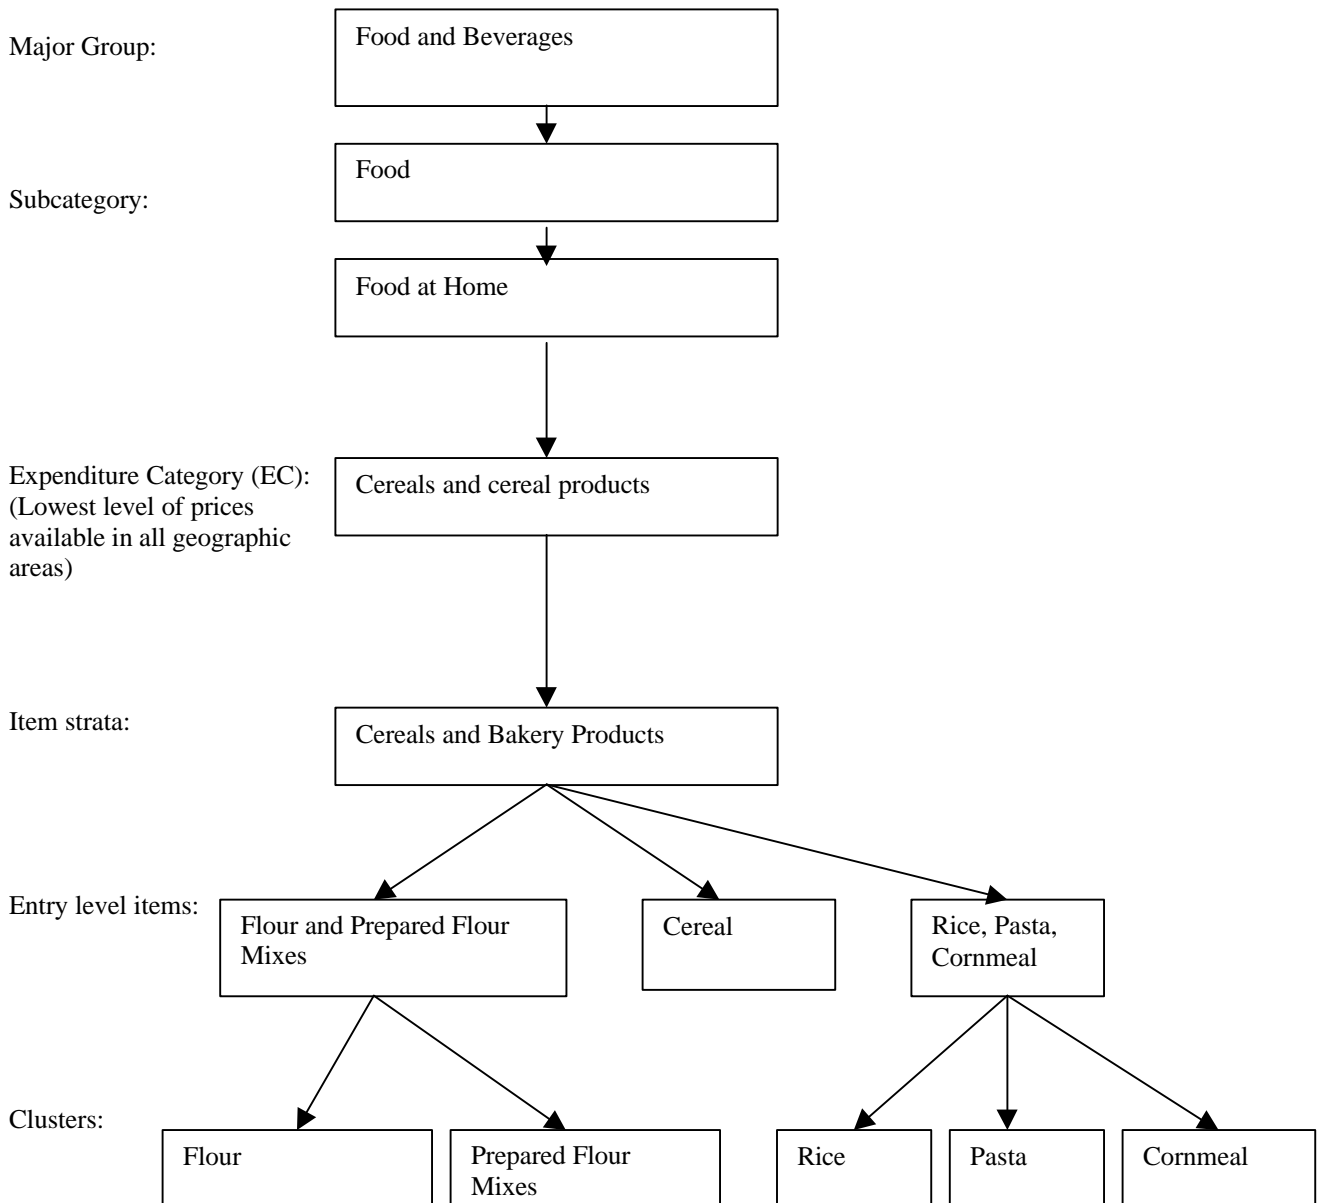 Major Group:
Food and Beverages
Food
Subcategory:
Food at Home
Expenditure Category (EC):
(Lowest level of prices
available in all geographic
areas)
Cereals and cereal products
Item strata:
Cereals and Bakery Products
Entry level items:
Flour and Prepared Flour
Mixes
Cereal
Rice, Pasta,
Cornmeal
Clusters:
Flour
Prepared Flour
Mixes
Rice
Pasta
Cornmeal